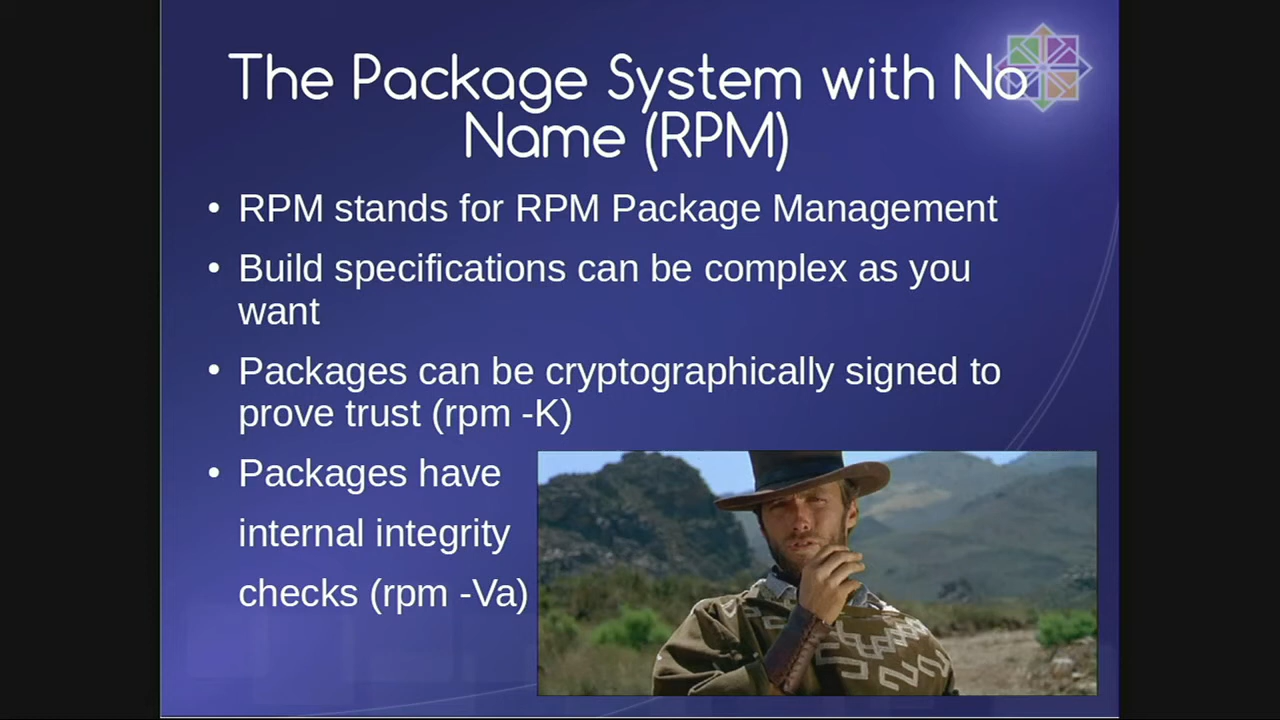 The Package System with No
Name (RPM)
• RPM stands for RPM Package Management
• Build specifications can be complex as you
want
• Packages can be cryptographically signed to
prove trust (rpm -K)
• Packages have
internal integrity
checks (rpm -Va)